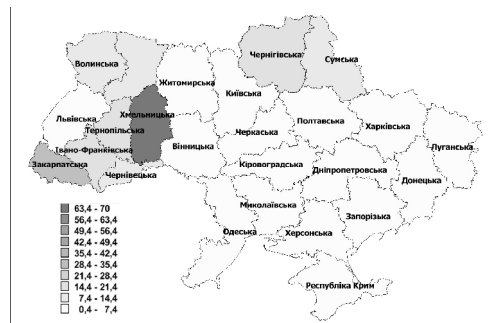 Чернігівська
Сумська
Волинська
Житомирська
Київська
Хмельницька
Львівська
Тернопільська
Полтавська
Харківська
Черкаська
Луганська
Івано-Франківська
Вінницька
Закарпатська
Кіровоградська
Дніпропетровська
Чернівецька
Донецька
Миколаївська
Запорізька
Одеська
Херсонська
Республіка Крим
63,4 - 70
56,4 - 63,4
49,4 - 56,4
42,4 - 49,4
35,4 - 42,4
28,4 - 35,4
21,4 - 28,4
14,4 - 21,4
7,4 - 14,4
0,4 - 7,4